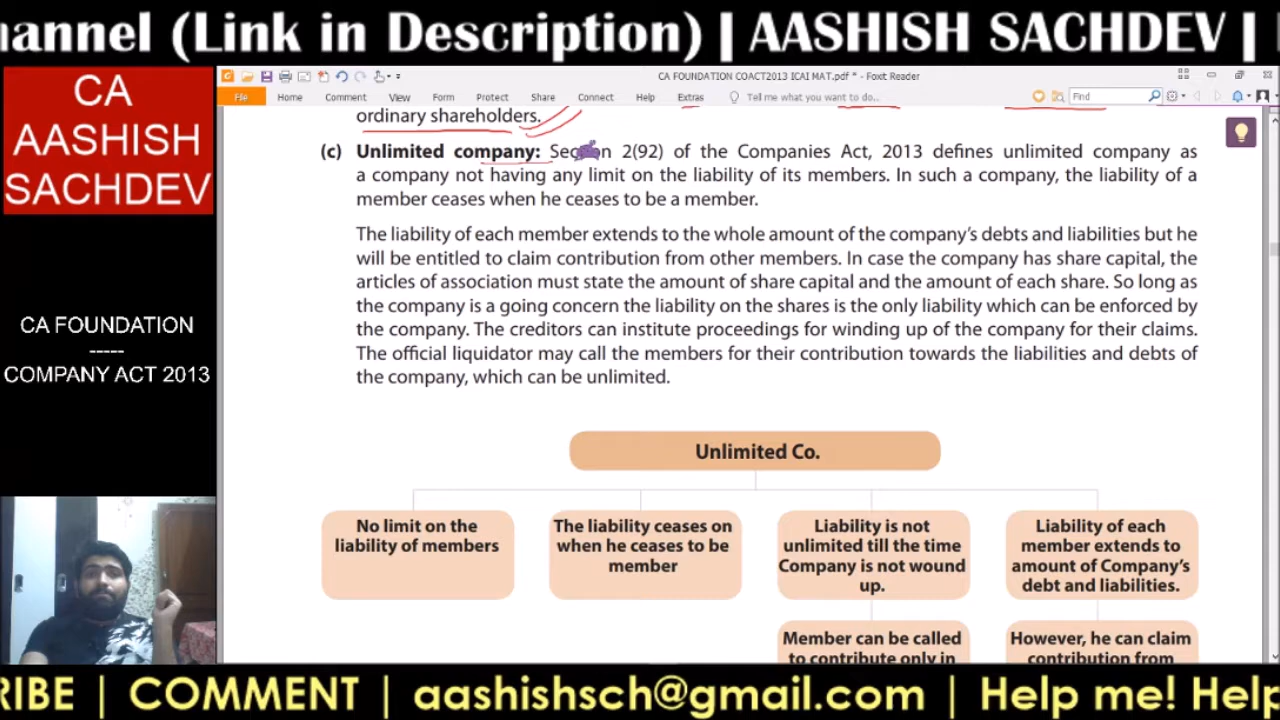 hannel (Link in Description) | AASHISH SACHDEV |
CA
AASHISH
SACHDEV
CA FOUNDATION
-----
COMPANY ACT 2013
CA FOUNDATION COACT2013 ICAI MAT.pdf * - Foxit Reader
File Home Comment View Form Protect Share Connect Help Extras Tell me what you want to do... Find
ordinary shareholders.
(c) Unlimited company: Section 2(92) of the Companies Act, 2013 defines unlimited company as
a company not having any limit on the liability of its members. In such a company, the liability of a
member ceases when he ceases to be a member.
The liability of each member extends to the whole amount of the company's debts and liabilities but he
will be entitled to claim contribution from other members. In case the company has share capital, the
articles of association must state the amount of share capital and the amount of each share. So long as
the company is a going concern the liability on the shares is the only liability which can be enforced by
the company. The creditors can institute proceedings for winding up of the company for their claims.
The official liquidator may call the members for their contribution towards the liabilities and debts of
the company, which can be unlimited.
Unlimited Co.
No limit on the
liability of members
The liability ceases on
when he ceases to be
member
Liability is not
unlimited till the time
Company is not wound
up.
Liability of each
member extends to
amount of Company's
debt and liabilities.
Member can be called
to contribute only in
However, he can claim
contribution from
RIBE | COMMENT | aashishsch@gmail.com | Help me! Help